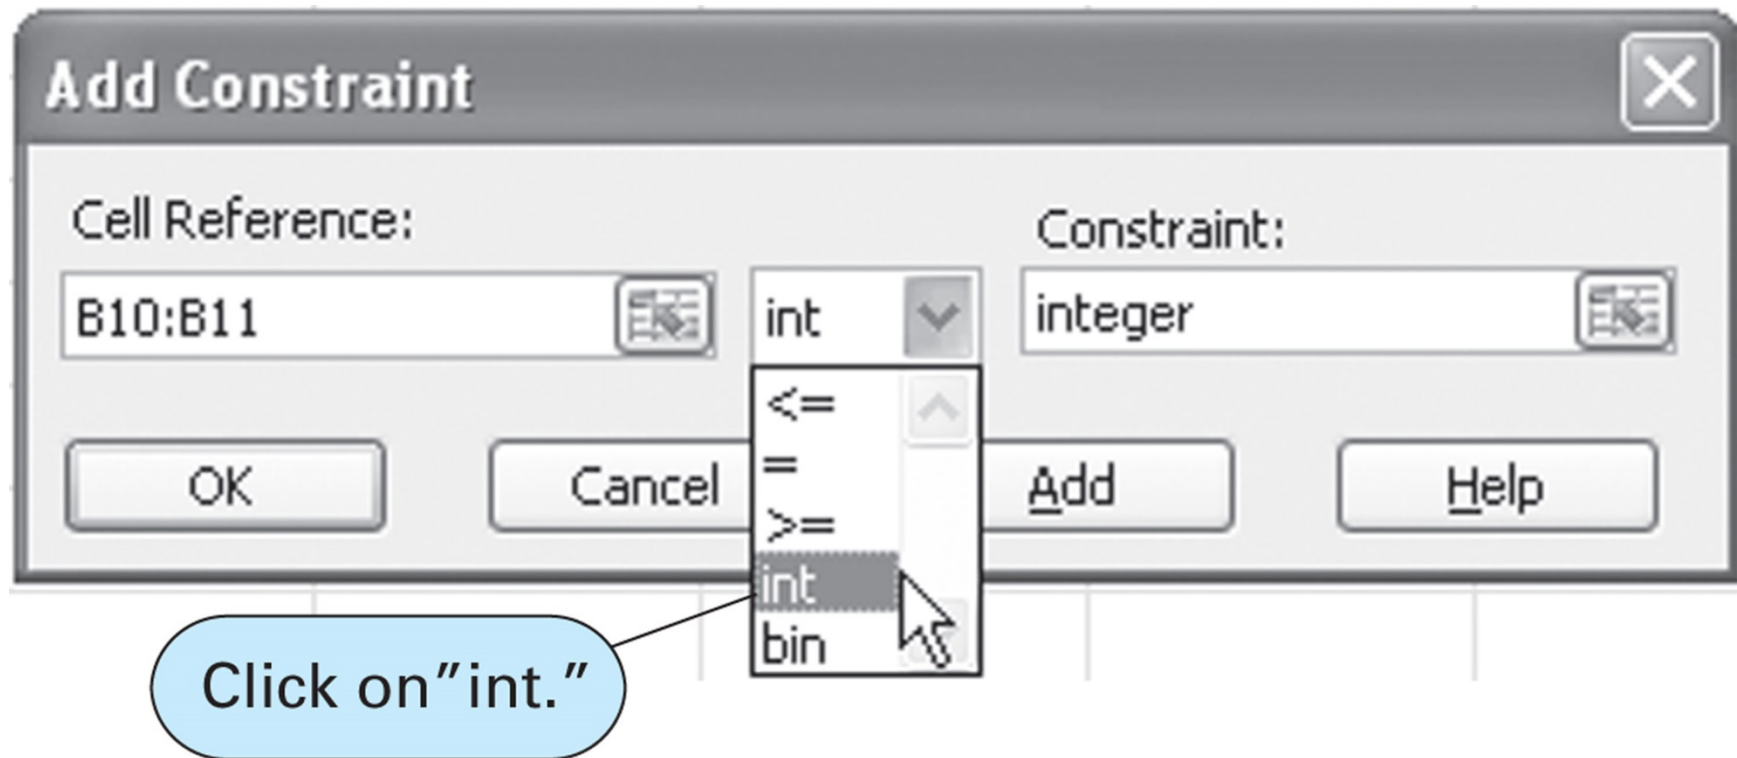 Add Constraint
Cell Reference:
Constraint:
B10:B11
int
integer
<=
=
>=
int
bin
OK
Cancel
Add
Help
Click on"int."